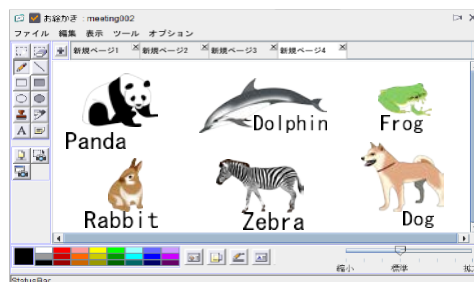 お絵かき : meeting002
ファイル 編集 表示 ツール オプション
新規ページ1 新規ページ2 新規ページ3 新規ページ4
A
Panda
Dolphin
Frog
Rabbit
Zebra
Dog
縮小 標準 拡
StatusBar